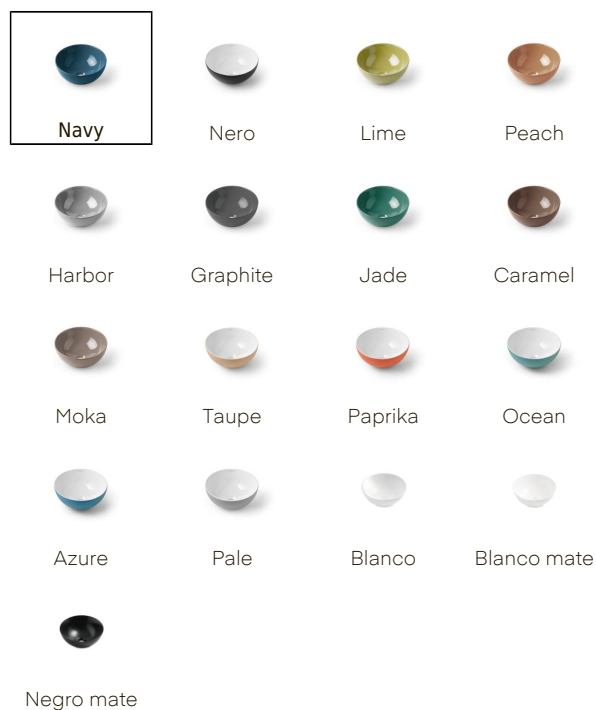 Navy
Nero
Lime
Peach
Harbor
Graphite
Jade
Caramel
Moka
Taupe
Paprika
Ocean
Azure
Pale
Blanco
Blanco mate
Negro mate